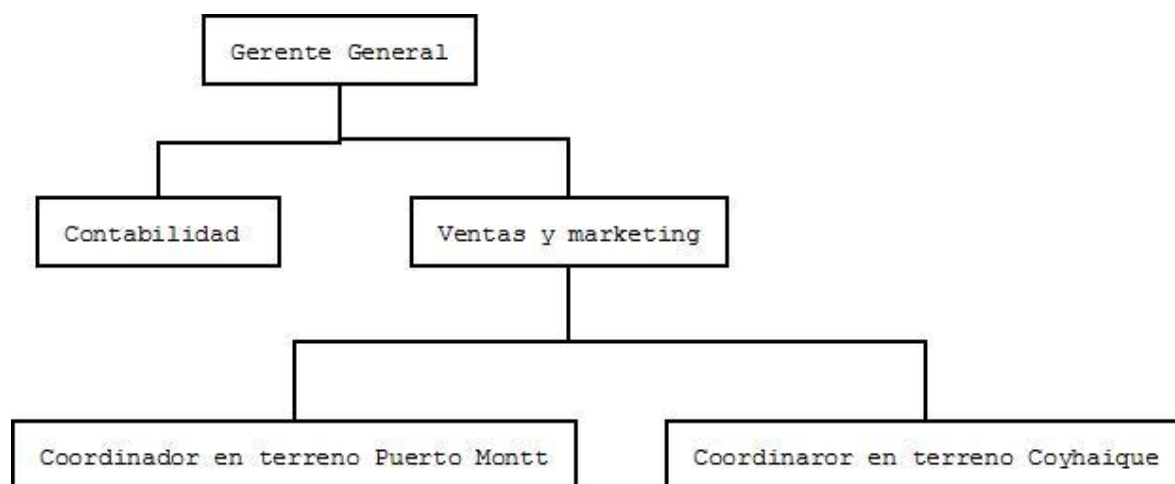 Gerente General
Contabilidad
Ventas y marketing
Coordinador en terreno Puerto Montt
Coordinaror en terreno Coyhaique